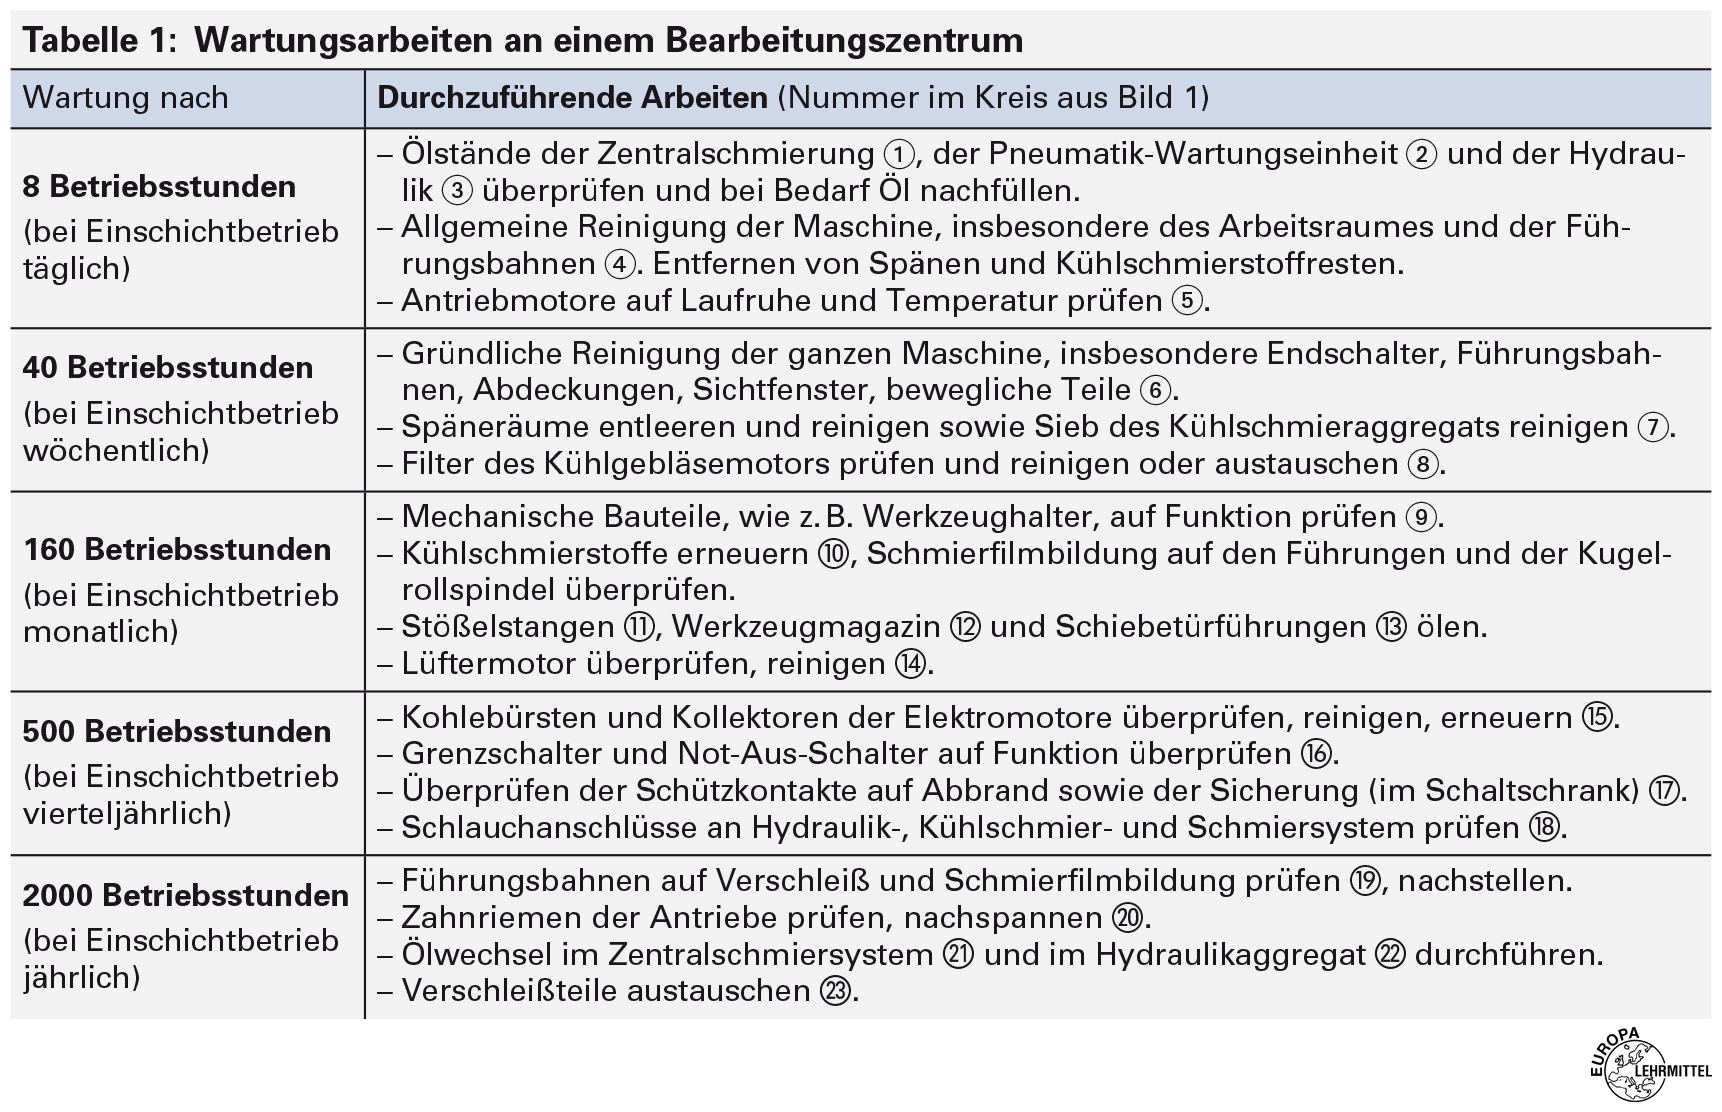 Tabelle 1: Wartungsarbeiten an einem Bearbeitungszentrum
Wartung nach
Durchzuführende Arbeiten (Nummer im Kreis aus Bild 1)
8 Betriebsstunden
(bei Einschichtbetrieb
täglich)
– Ölstände der Zentralschmierung ①, der Pneumatik-Wartungseinheit ② und der Hydrau-
lik ③ überprüfen und bei Bedarf Öl nachfüllen.
– Allgemeine Reinigung der Maschine, insbesondere des Arbeitsraumes und der Füh-
rungsbahnen ④. Entfernen von Spänen und Kühlschmierstoffresten.
– Antriebmotore auf Laufruhe und Temperatur prüfen ⑤.
40 Betriebsstunden
(bei Einschichtbetrieb
wöchentlich)
– Gründliche Reinigung der ganzen Maschine, insbesondere Endschalter, Führungsbah-
nen, Abdeckungen, Sichtfenster, bewegliche Teile ⑥.
– Späneräume entleeren und reinigen sowie Sieb des Kühlschmieraggregats reinigen ⑦.
– Filter des Kühlgebläsemotors prüfen und reinigen oder austauschen ⑧.
160 Betriebsstunden
(bei Einschichtbetrieb
monatlich)
– Mechanische Bauteile, wie z. B. Werkzeughalter, auf Funktion prüfen ⑨.
– Kühlschmierstoffe erneuern ⑩, Schmierfilmbildung auf den Führungen und der Kugel-
rollspindel überprüfen.
– Stößelstangen ⑪, Werkzeugmagazin ⑫ und Schiebetürführungen ⑬ ölen.
– Lüftermotor überprüfen, reinigen ⑭.
500 Betriebsstunden
(bei Einschichtbetrieb
vierteljährlich)
– Kohlebürsten und Kollektoren der Elektromotore überprüfen, reinigen, erneuern ⑮.
– Grenzschalter und Not-Aus-Schalter auf Funktion überprüfen ⑯.
– Überprüfen der Schützkontakte auf Abbrand sowie der Sicherung (im Schaltschrank) ⑰.
– Schlauchanschlüsse an Hydraulik-, Kühlschmier- und Schmiersystem prüfen ⑱.
2000 Betriebsstunden
(bei Einschichtbetrieb
jährlich)
– Führungsbahnen auf Verschleiß und Schmierfilmbildung prüfen ⑲, nachstellen.
– Zahnriemen der Antriebe prüfen, nachspannen ⑳.
– Ölwechsel im Zentralschmiersystem ㉑ und im Hydraulikaggregat ㉒ durchführen.
– Verschleißteile austauschen ㉓.
EUROPA
LEHRMITTEL